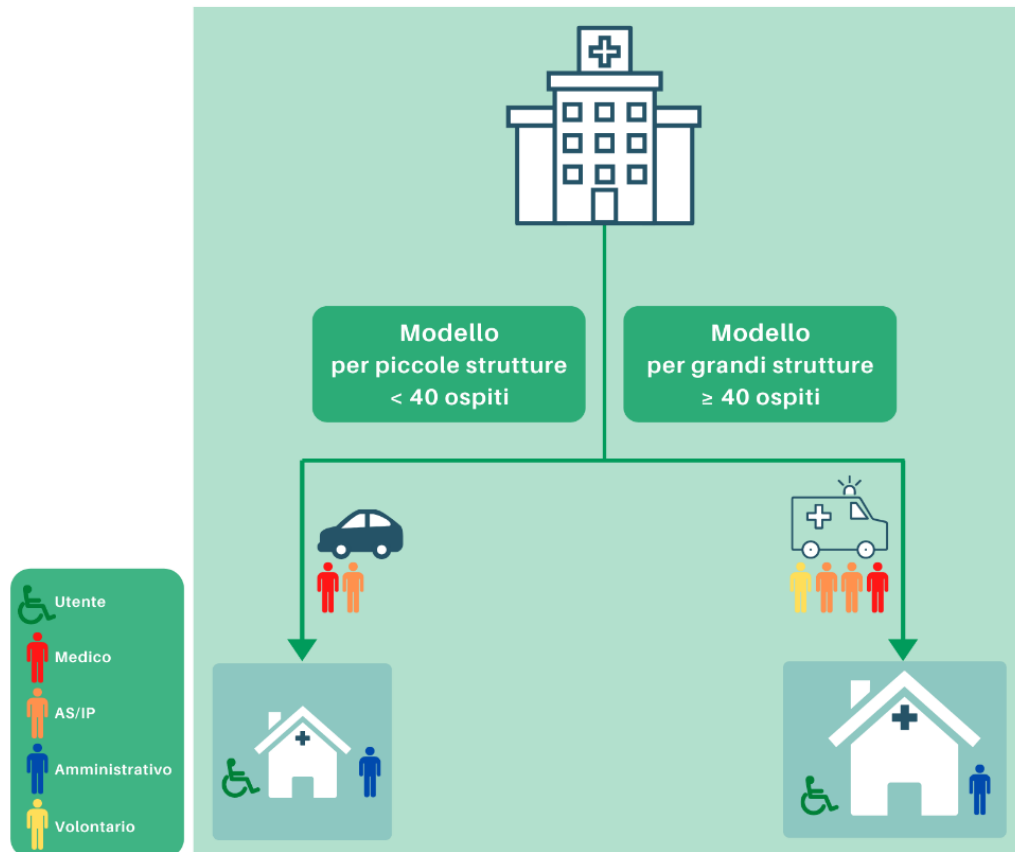 Modello
per piccole strutture
< 40 ospiti
Modello
per grandi strutture
≥ 40 ospiti
Utente
Medico
AS/IP
Amministrativo
Volontario